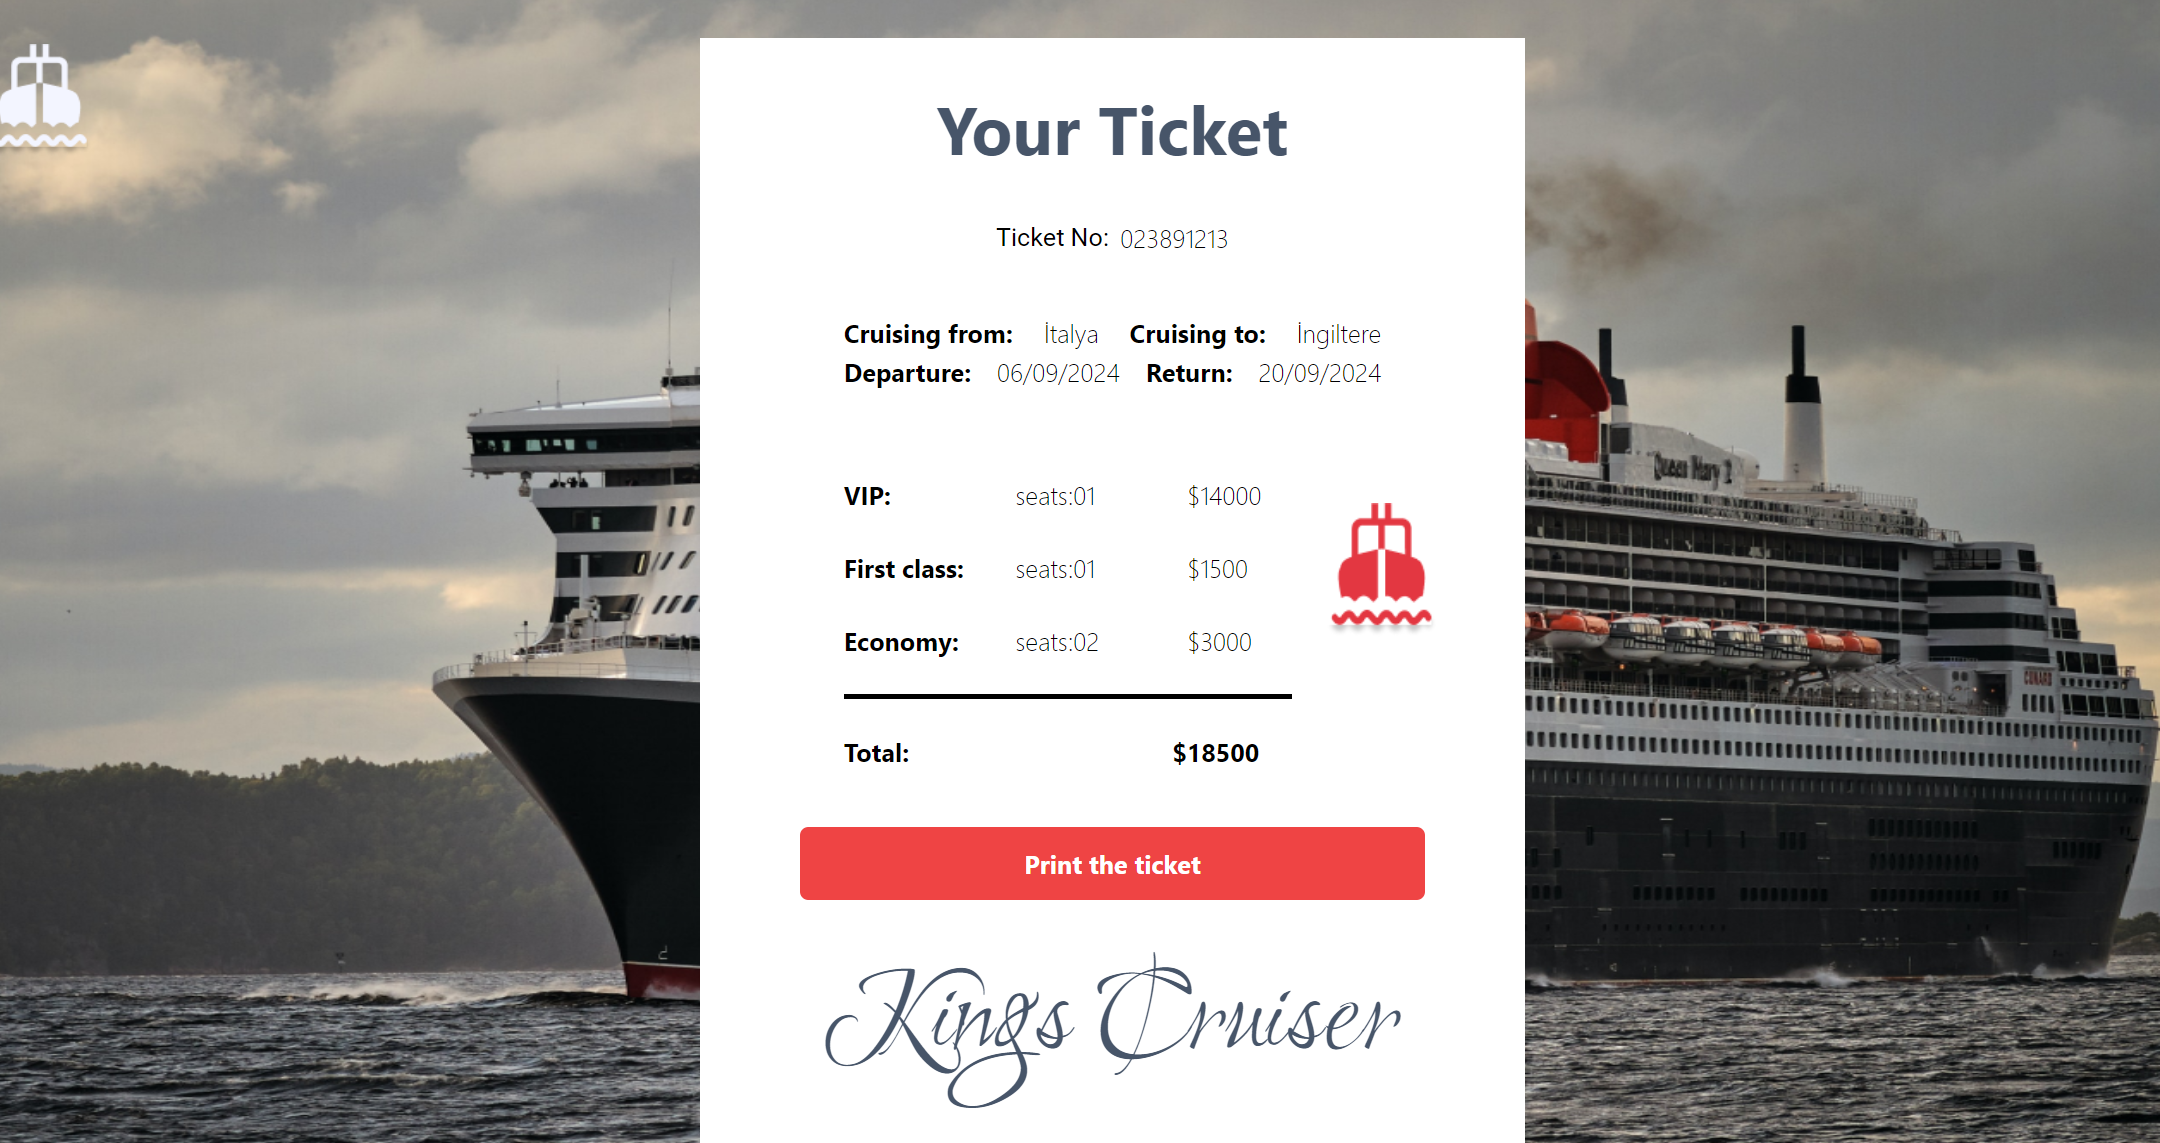 Your Ticket
Ticket No: 023891213
Cruising from: İtalya Cruising to: İngiltere
Departure: 06/09/2024 Return: 20/09/2024
VIP: seats:01 $14000
First class: seats:01 $1500
Economy: seats:02 $3000
Total: $18500
Print the ticket
Kings Cruiser
Queen Mary 2
CUNARD